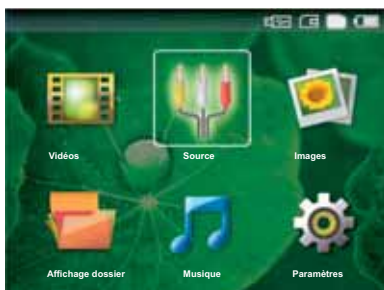 Vidéos
Source
Images
Affichage dossier
Musique
Paramètres